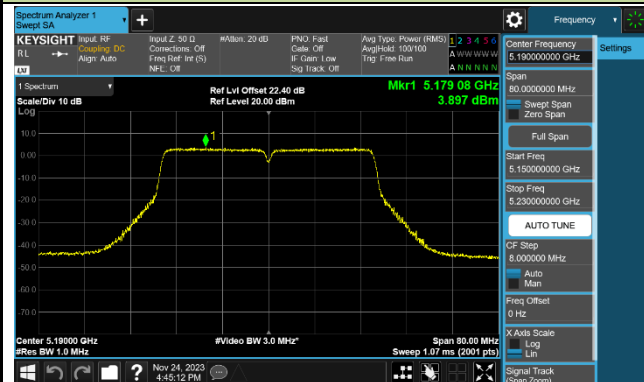 Spectrum Analyzer 1
Swept SA
Frequency
KEYSIGHT
RL
LXI
Input: RF
Coupling: DC
Align: Auto
Input Z: 50 Ω
Corrections: Off
Freq Ref: Int (S)
NFE: Off
#Atten: 20 dB
PNO: Fast
Gate: Off
IF Gain: Low
Sig Track: Off
Avg Type: Power (RMS)
Avg|Hold: 100/100
Trig: Free Run
1 2 3 4 5 6
A W W W W W
A N N N N N
1 Spectrum
Scale/Div 10 dB
Log
Ref Lvl Offset 22.40 dB
Ref Level 20.00 dBm
Mkr1 5.179 08 GHz
3.897 dBm
1
10.0
0.00
-10.0
-20.0
-30.0
-40.0
-50.0
-60.0
-70.0
Center 5.19000 GHz
#Res BW 1.0 MHz
#Video BW 3.0 MHz*
Span 80.00 MHz
Sweep 1.07 ms (2001 pts)
Nov 24, 2023
4:45:12 PM
Center Frequency
5.190000000 GHz
Settings
Span
80.0000000 MHz
Swept Span
Zero Span
Full Span
Start Freq
5.150000000 GHz
Stop Freq
5.230000000 GHz
AUTO TUNE
CF Step
8.000000 MHz
Auto
Man
Freq Offset
0 Hz
X Axis Scale
Log
Lin
Signal Track
(Span Zoom)